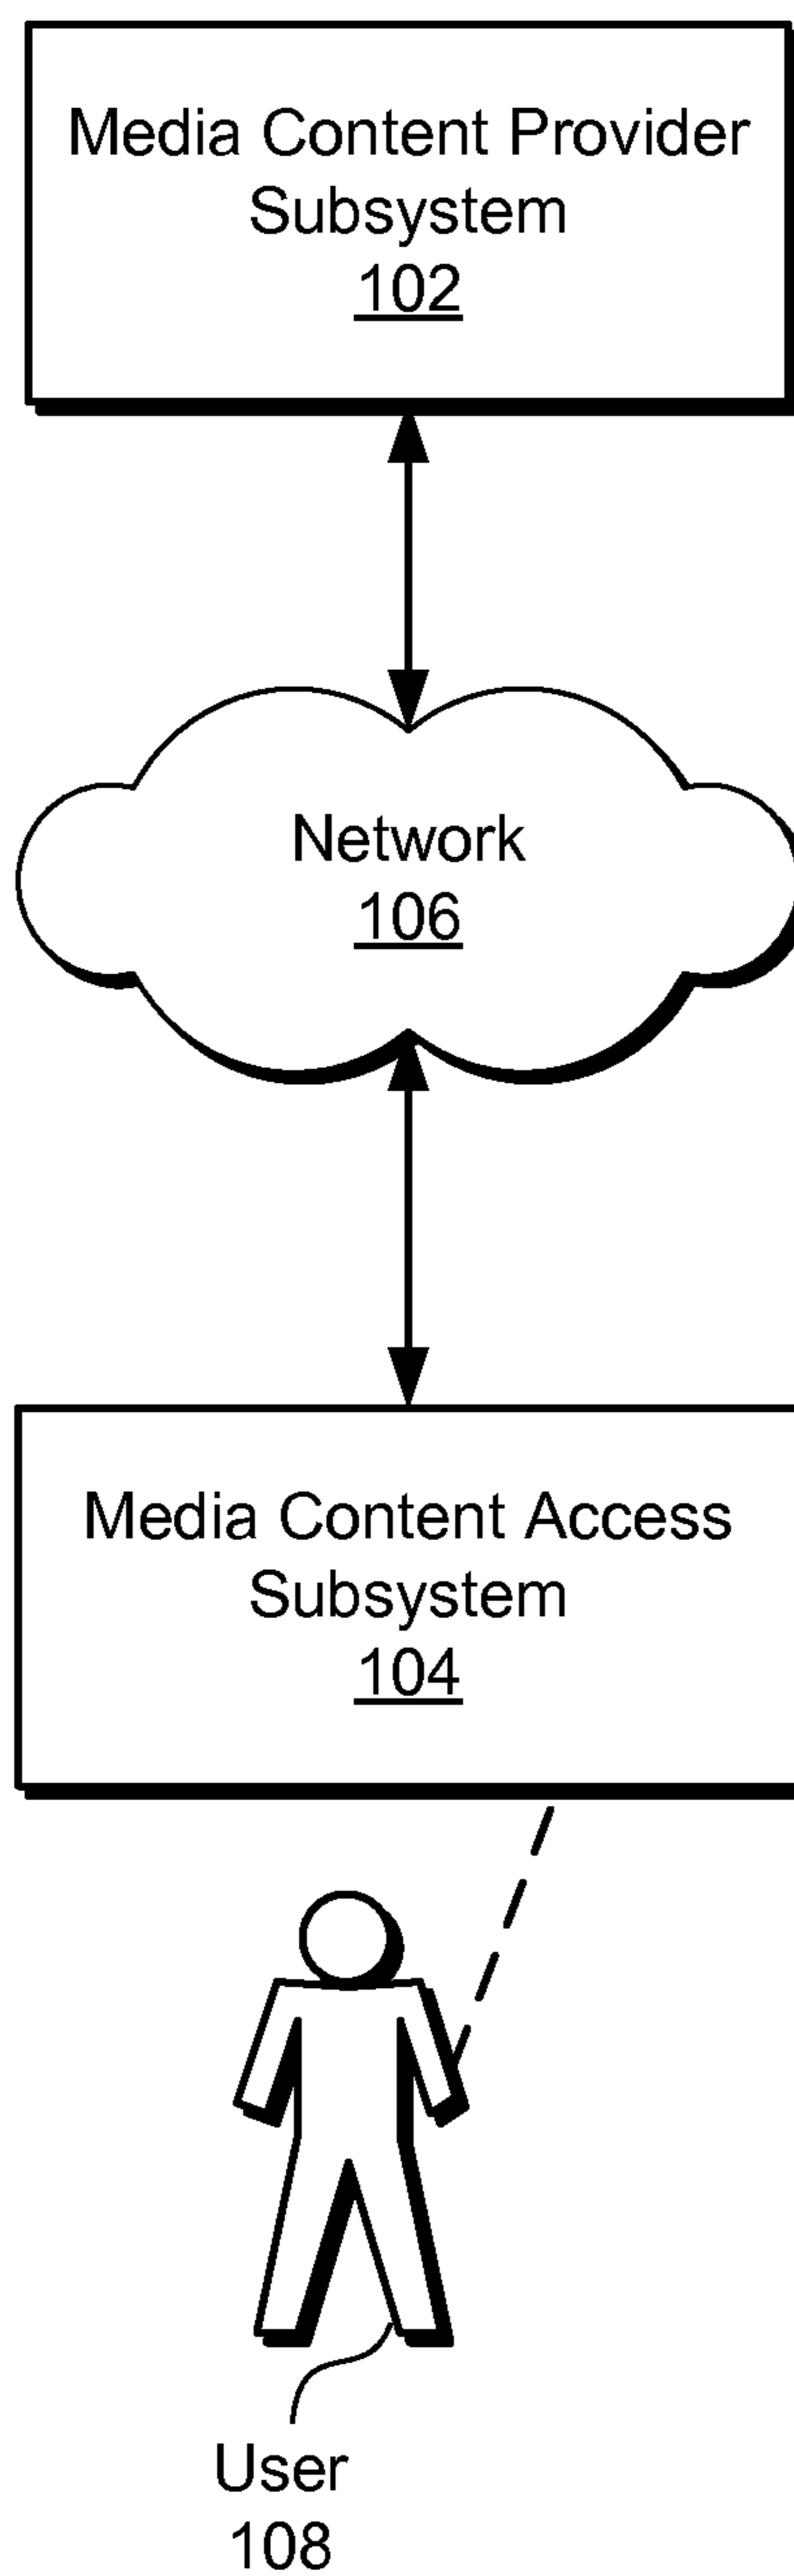 Media Content Provider
Subsystem
102
Network
106
Media Content Access
Subsystem
104
User
108